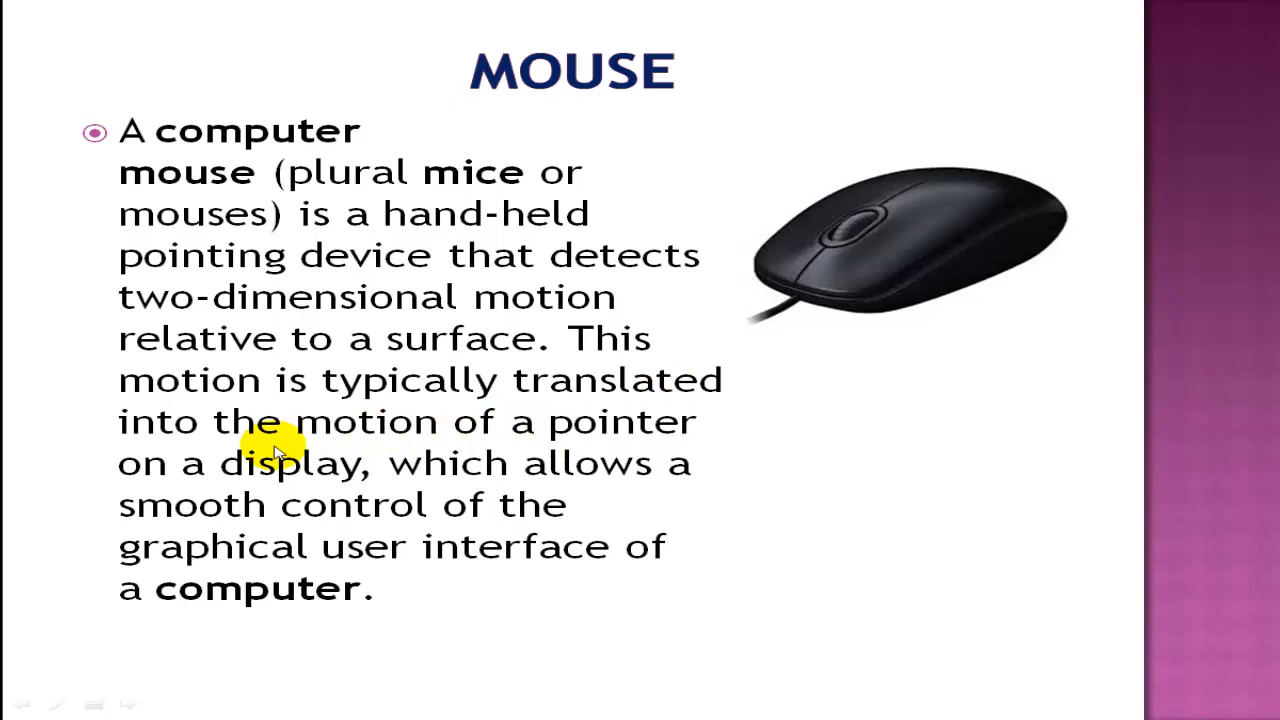 MOUSE
A computer
mouse (plural mice or
mouses) is a hand-held
pointing device that detects
two-dimensional motion
relative to a surface. This
motion is typically translated
into the motion of a pointer
on a display, which allows a
smooth control of the
graphical user interface of
a computer.